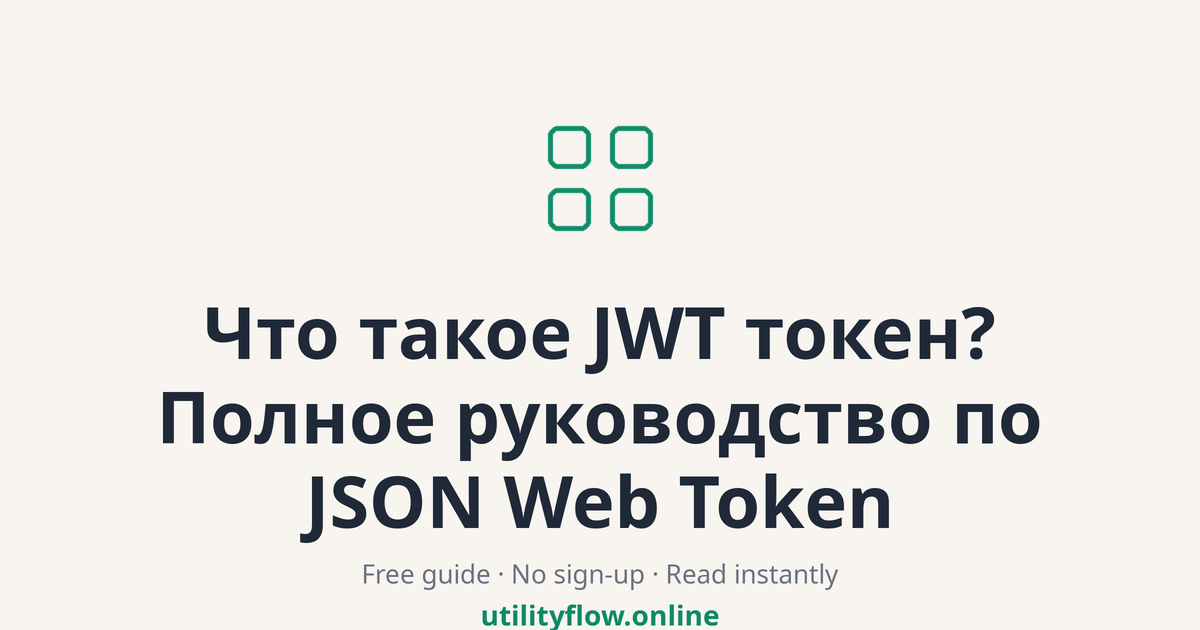 Что такое JWT токен?
Полное руководство по
JSON Web Token
Free guide · No sign-up · Read instantly
utilityflow.online